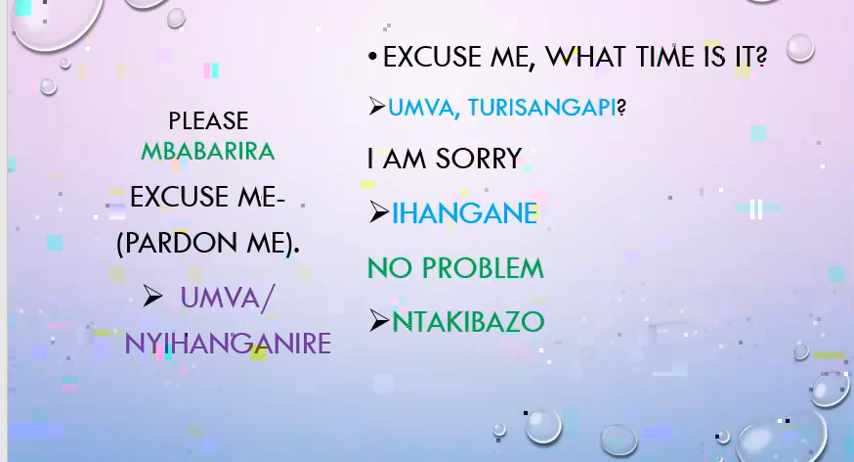 PLEASE
MBABARIRA
EXCUSE ME-
(PARDON ME).
➢ UMVA/
NYIHANGANIRE
• EXCUSE ME, WHAT TIME IS IT?
➢ UMVA, TURISANGAPI?
I AM SORRY
➢ IHANGANE
NO PROBLEM
➢ NTAKIBAZO